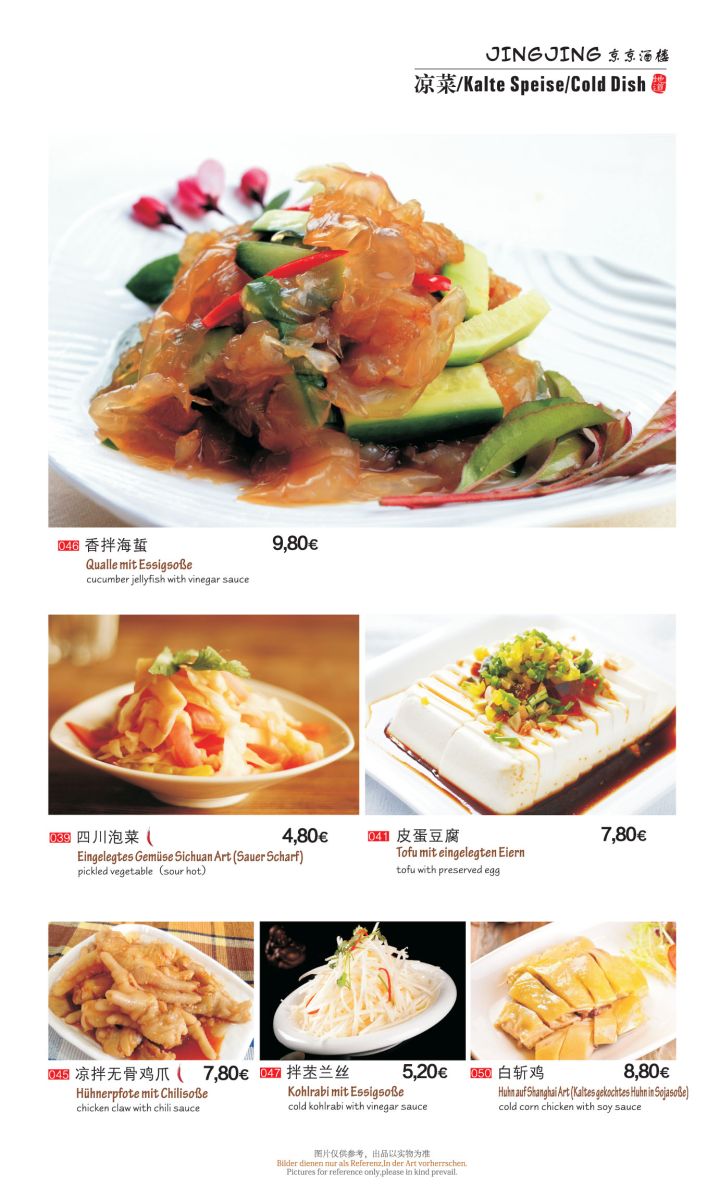 JINGJING 京京酒楼
凉菜/Kalte Speise/Cold Dish 地道
046 香拌海蜇 9,80€
Qualle mit Essigsoße
cucumber jellyfish with vinegar sauce
039 四川泡菜 4,80€
Eingelegtes Gemüse Sichuan Art (Sauer Scharf)
pickled vegetable（sour hot）
041 皮蛋豆腐 7,80€
Tofu mit eingelegten Eiern
tofu with preserved egg
045 凉拌无骨鸡爪 7,80€
Hühnerpfote mit Chilisoße
chicken claw with chili sauce
047 拌茎兰丝 5,20€
Kohlrabi mit Essigsoße
cold kohlrabi with vinegar sauce
050 白斩鸡 8,80€
Huhn auf Shanghai Art (Kaltes gekochtes Huhn in Sojasoße)
cold corn chicken with soy sauce
图片仅供参考，出品以实物为准
Bilder dienen nur als Referenz,In der Art vorherrschen.
Pictures for reference only,please in kind prevail.